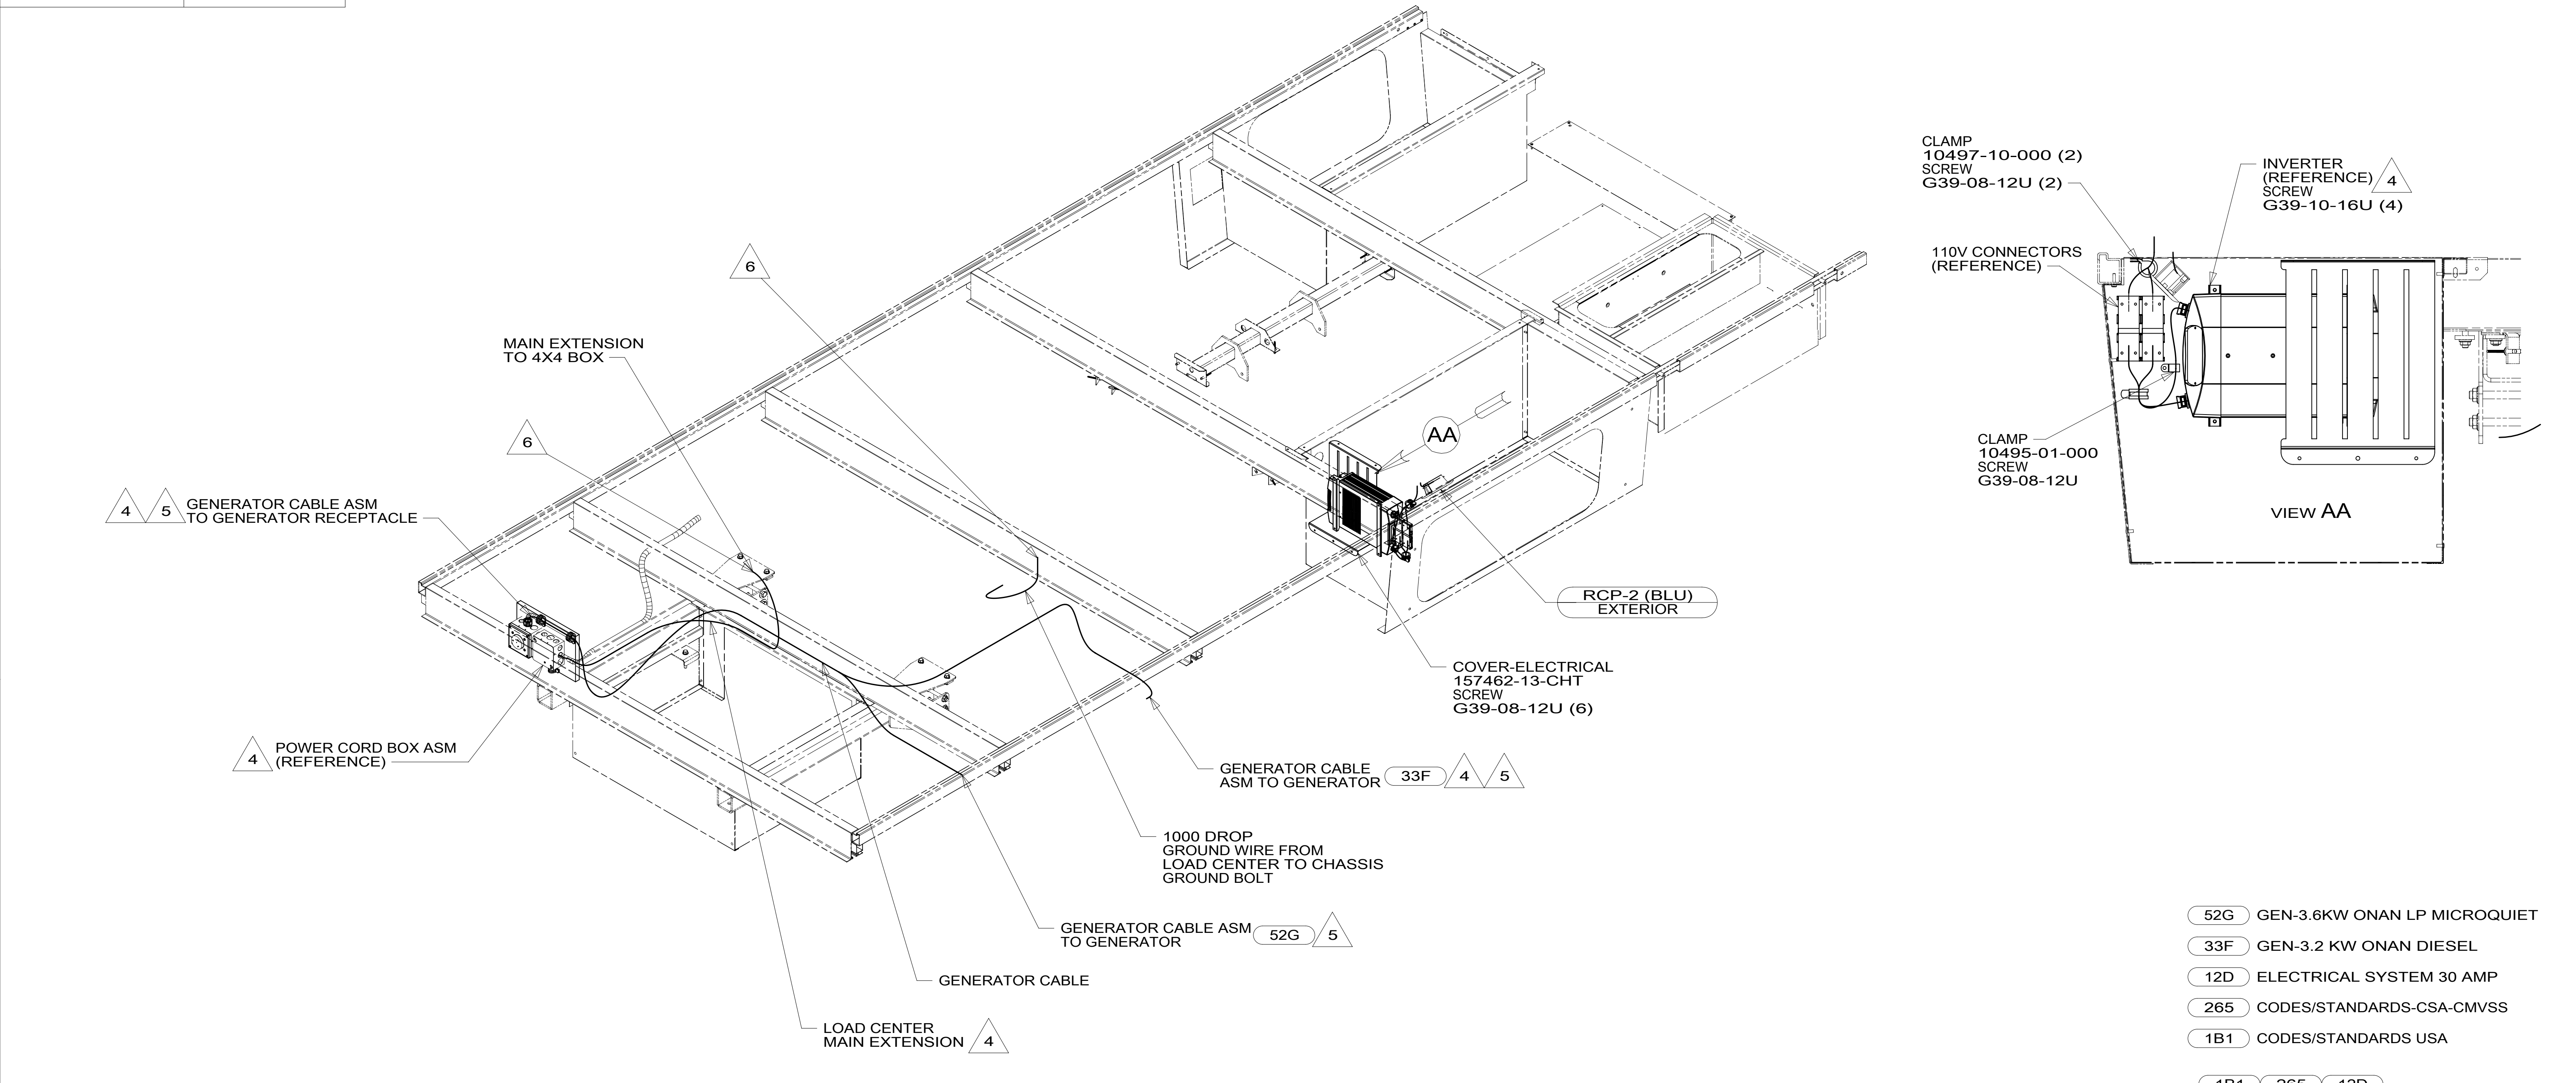 CLAMP
10497-10-000 (2)
SCREW
G39-08-12U (2)
INVERTER
(REFERENCE)
4
SCREW
G39-10-16U (4)
110V CONNECTORS
(REFERENCE)
CLAMP
10495-01-000
SCREW
G39-08-12U
VIEW AA
6
MAIN EXTENSION
TO 4X4 BOX
6
AA
4 5 GENERATOR CABLE ASM
TO GENERATOR RECEPTACLE
RCP-2 (BLU)
EXTERIOR
COVER-ELECTRICAL
157462-13-CHT
SCREW
G39-08-12U (6)
4 POWER CORD BOX ASM
(REFERENCE)
GENERATOR CABLE
ASM TO GENERATOR 33F 4 5
1000 DROP
GROUND WIRE FROM
LOAD CENTER TO CHASSIS
GROUND BOLT
GENERATOR CABLE ASM
TO GENERATOR 52G 5
GENERATOR CABLE
LOAD CENTER
MAIN EXTENSION 4
52G GEN-3.6KW ONAN LP MICROQUIET
33F GEN-3.2 KW ONAN DIESEL
12D ELECTRICAL SYSTEM 30 AMP
265 CODES/STANDARDS-CSA-CMVSS
1B1 CODES/STANDARDS USA
1B1 265 12D